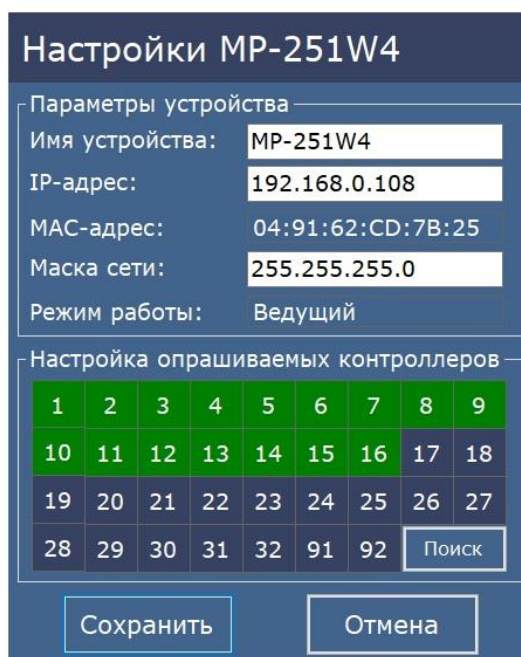 Настройки MP-251W4
Параметры устройства
Имя устройства: MP-251W4
IP-адрес: 192.168.0.108
MAC-адрес: 04:91:62:CD:7B:25
Маска сети: 255.255.255.0
Режим работы: Ведущий
Настройка опрашиваемых контроллеров
1 2 3 4 5 6 7 8 9
10 11 12 13 14 15 16 17 18
19 20 21 22 23 24 25 26 27
28 29 30 31 32 91 92 Поиск
Сохранить Отмена